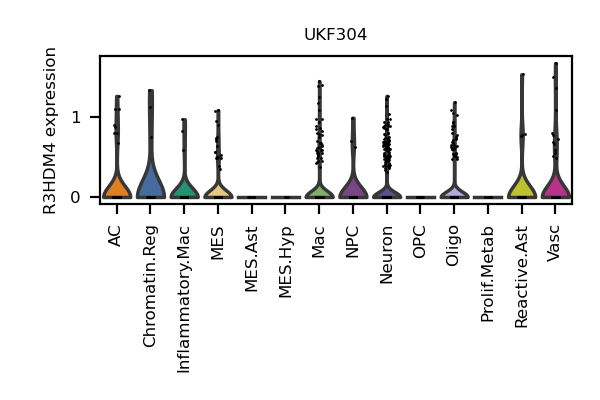 UKF304
R3HDM4 expression
1
0
AC
Chromatin.Reg
Inflammatory.Mac
MES
MES.Ast
MES.Hyp
Mac
NPC
Neuron
OPC
Oligo
Prolif.Metab
Reactive.Ast
Vasc